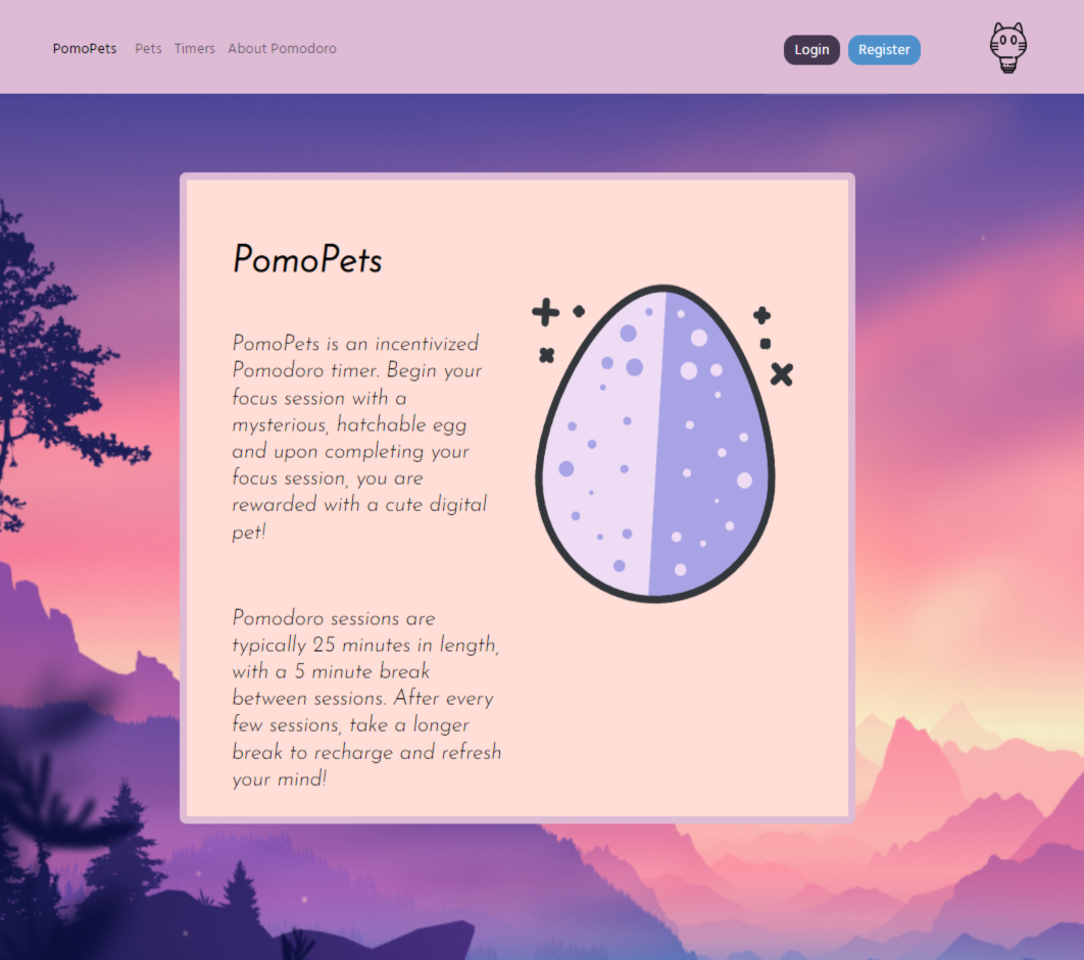 PomoPets Pets Timers About Pomodoro Login Register
PomoPets
PomoPets is an incentivized
Pomodoro timer. Begin your
focus session with a
mysterious, hatchable egg
and upon completing your
focus session, you are
rewarded with a cute digital
pet!
Pomodoro sessions are
typically 25 minutes in length,
with a 5 minute break
between sessions. After every
few sessions, take a longer
break to recharge and refresh
your mind!